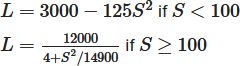 L = 3000 − 125S² if S < 100
L = 12000 / (4+S²/14900) if S ≥ 100